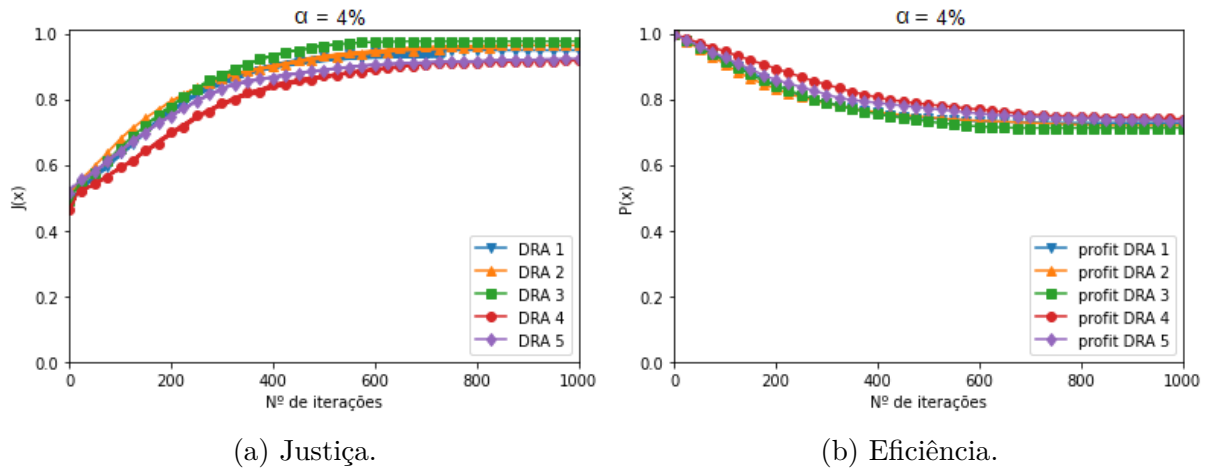 α = 4%
1.0
0.8
0.6
0.4
0.2
0.0
J(x)
DRA 1
DRA 2
DRA 3
DRA 4
DRA 5
0 200 400 600 800 1000
Nº de iterações
(a) Justiça.
α = 4%
1.0
0.8
0.6
0.4
0.2
0.0
P(x)
profit DRA 1
profit DRA 2
profit DRA 3
profit DRA 4
profit DRA 5
0 200 400 600 800 1000
Nº de iterações
(b) Eficiência.